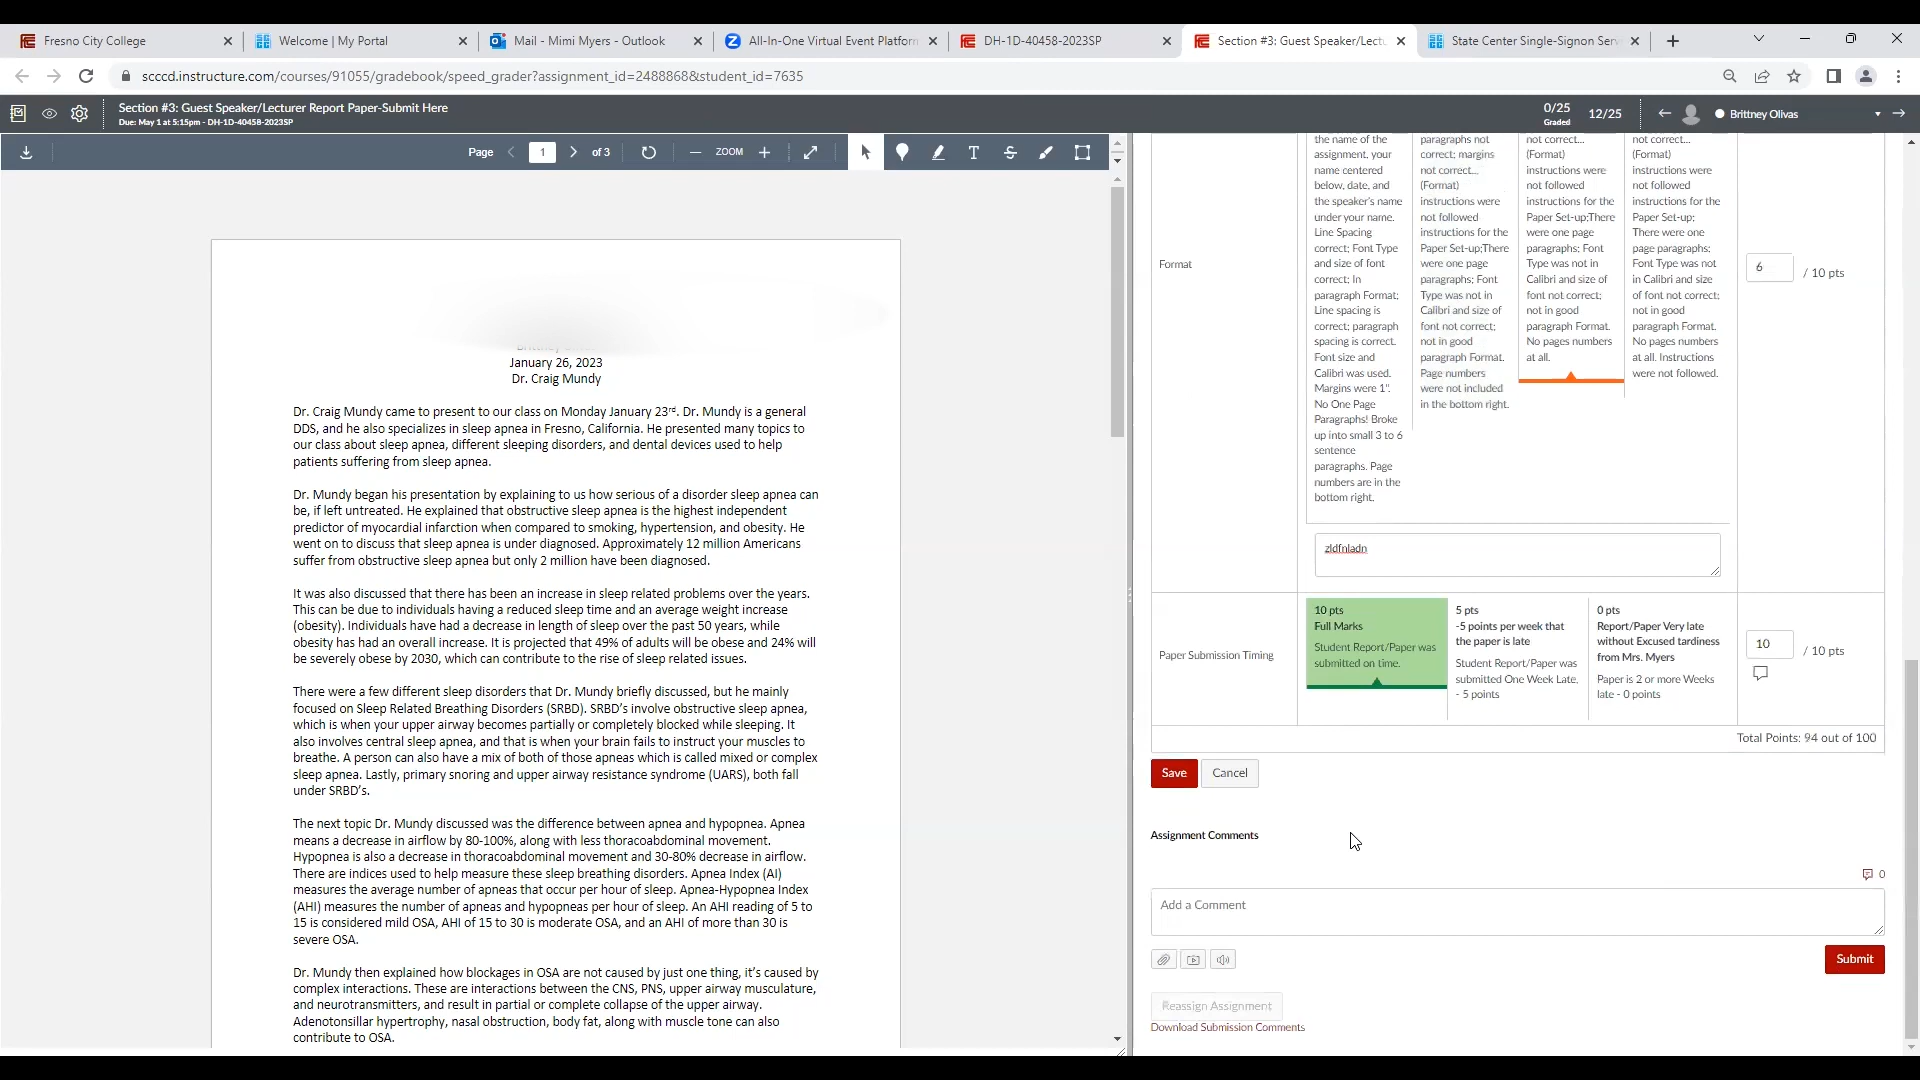 Fresno City College
Welcome | My Portal
Mail - Mimi Myers - Outlook
All-In-One Virtual Event Platform
DH-1D-40458-2023SP
Section #3: Guest Speaker/Lectu
State Center Single-Signon Serv
scccd.instructure.com/courses/91055/gradebook/speed_grader?assignment_id=2488868&student_id=7635
Section #3: Guest Speaker/Lecturer Report Paper-Submit Here
Due: May 1 at 5:15pm - DH-1D-40458-2023SP
0/25
Graded
12/25
Brittney Olivas
Page
1
of 3
ZOOM
January 26, 2023
Dr. Craig Mundy
Dr. Craig Mundy came to present to our class on Monday January 23rd. Dr. Mundy is a general
DDS, and he also specializes in sleep apnea in Fresno, California. He presented many topics to
our class about sleep apnea, different sleeping disorders, and dental devices used to help
patients suffering from sleep apnea.
Dr. Mundy began his presentation by explaining to us how serious of a disorder sleep apnea can
be, if left untreated. He explained that obstructive sleep apnea is the highest independent
predictor of myocardial infarction when compared to smoking, hypertension, and obesity. He
went on to discuss that sleep apnea is under diagnosed. Approximately 12 million Americans
suffer from obstructive sleep apnea but only 2 million have been diagnosed.
It was also discussed that there has been an increase in sleep related problems over the years.
This can be due to individuals having a reduced sleep time and an average weight increase
(obesity). Individuals have had a decrease in length of sleep over the past 50 years, while
obesity has had an overall increase. It is projected that 49% of adults will be obese and 24% will
be severely obese by 2030, which can contribute to the rise of sleep related issues.
There were a few different sleep disorders that Dr. Mundy briefly discussed, but he mainly
focused on Sleep Related Breathing Disorders (SRBD). SRBD's involve obstructive sleep apnea,
which is when your upper airway becomes partially or completely blocked while sleeping. It
also involves central sleep apnea, and that is when your brain fails to instruct your muscles to
breathe. A person can also have a mix of both of those apneas which is called mixed or complex
sleep apnea. Lastly, primary snoring and upper airway resistance syndrome (UARS), both fall
under SRBD's.
The next topic Dr. Mundy discussed was the difference between apnea and hypopnea. Apnea
means a decrease in airflow by 80-100%, along with less thoracoabdominal movement.
Hypopnea is also a decrease in thoracoabdominal movement and 30-80% decrease in airflow.
There are indices used to help measure these sleep breathing disorders. Apnea Index (AI)
measures the average number of apneas that occur per hour of sleep. Apnea-Hypopnea Index
(AHI) measures the number of apneas and hypopneas per hour of sleep. An AHI reading of 5 to
15 is considered mild OSA, AHI of 15 to 30 is moderate OSA, and an AHI of more than 30 is
severe OSA.
Dr. Mundy then explained how blockages in OSA are not caused by just one thing, it's caused by
complex interactions. These are interactions between the CNS, PNS, upper airway musculature,
and neurotransmitters, and result in partial or complete collapse of the upper airway.
Adenotonsillar hypertrophy, nasal obstruction, body fat, along with muscle tone can also
contribute to OSA.
Format
the name of the
assignment, your
name centered
below, date, and
the speaker's name
under your name.
Line Spacing
correct; Font Type
and size of font
correct; In
paragraph Format;
Line spacing is
correct; paragraph
spacing is correct.
Font size and
Calibri was used.
Margins were 1".
No One Page
Paragraphs! Broke
up into small 3 to 6
sentence
paragraphs. Page
numbers are in the
bottom right.
paragraphs not
correct; margins
not correct...
(Format)
instructions were
not followed
instructions for the
Paper Set-up;There
were one page
paragraphs; Font
Type was not in
Calibri and size of
font not correct;
not in good
paragraph Format.
Page numbers
were not included
in the bottom right.
not correct...
(Format)
instructions were
not followed
instructions for the
Paper Set-up;There
were one page
paragraphs; Font
Type was not in
Calibri and size of
font not correct;
not in good
paragraph Format.
No pages numbers
at all.
not correct...
(Format)
instructions were
not followed
instructions for the
Paper Set-up;
There were one
page paragraphs;
Font Type was not
in Calibri and size
of font not correct;
not in good
paragraph Format.
No pages numbers
at all. Instructions
were not followed.
6
/ 10 pts
zldfnladn
Paper Submission Timing
10 pts
Full Marks
Student Report/Paper was
submitted on time.
5 pts
-5 points per week that
the paper is late
Student Report/Paper was
submitted One Week Late,
- 5 points
0 pts
Report/Paper Very late
without Excused tardiness
from Mrs. Myers
Paper is 2 or more Weeks
late - 0 points
10
/ 10 pts
Total Points: 94 out of 100
Save
Cancel
Assignment Comments
0
Add a Comment
Submit
Reassign Assignment
Download Submission Comments